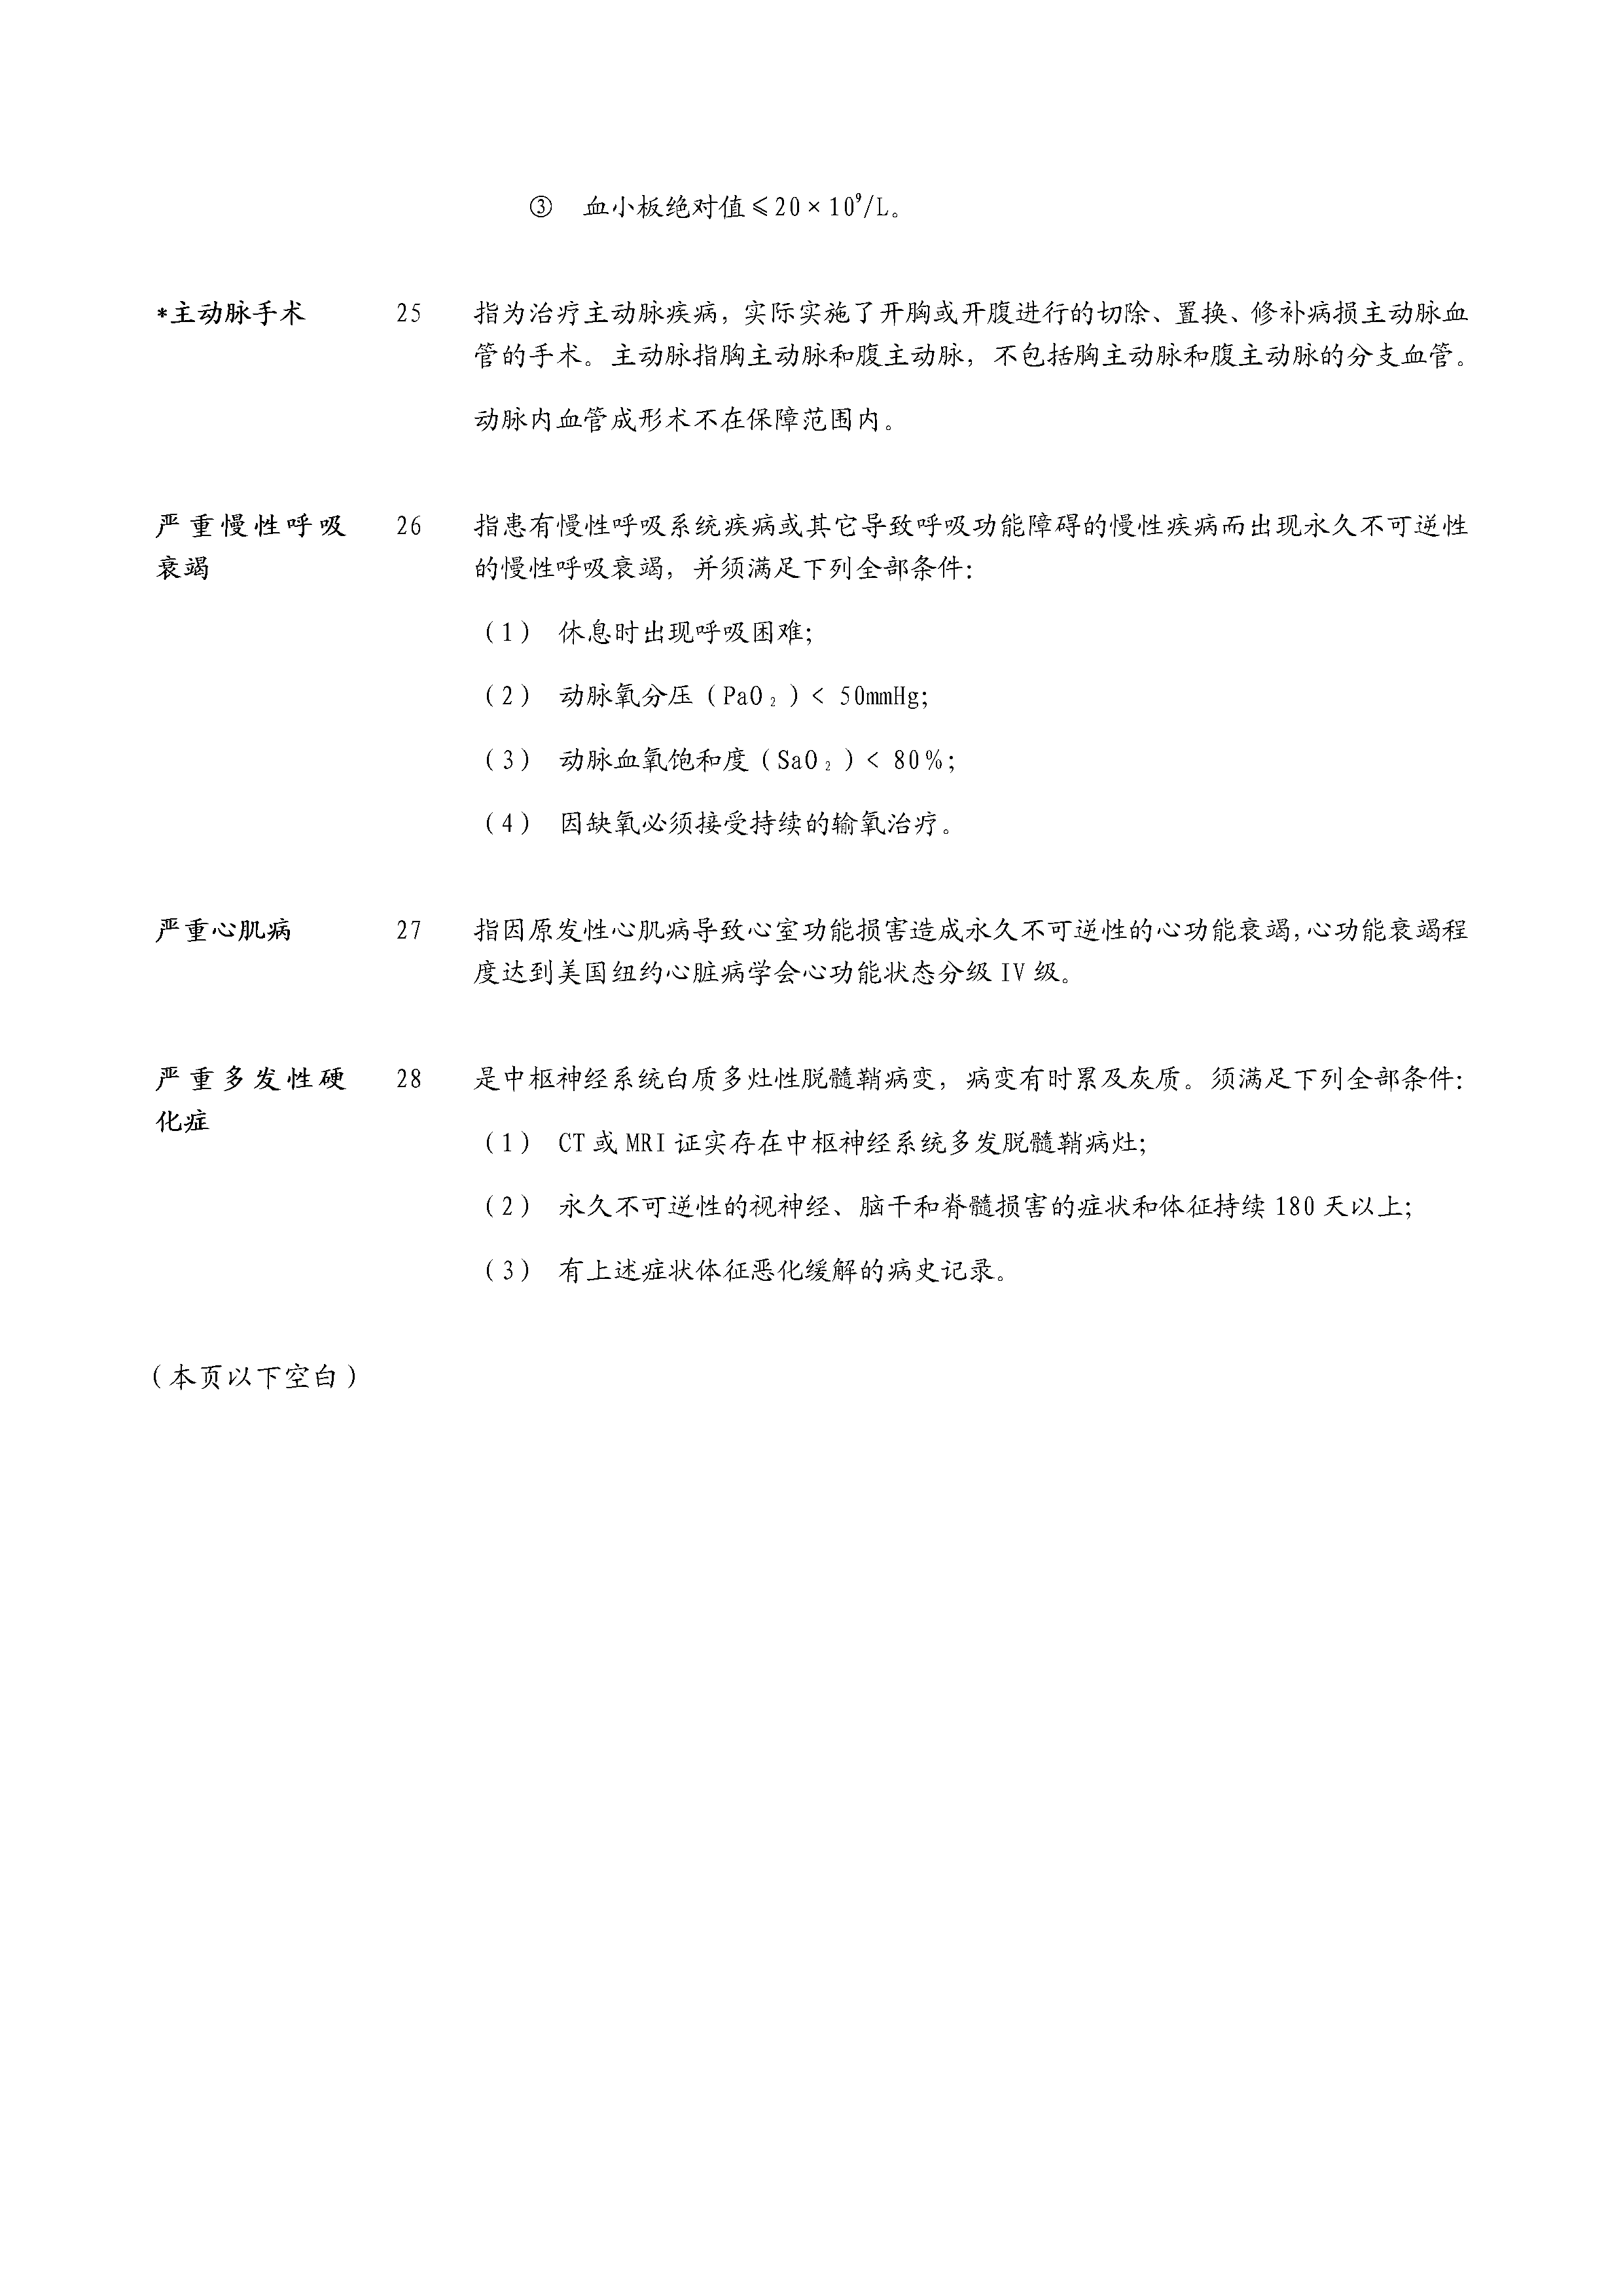 ③ 血小板绝对值≤20×10⁹/L。
*主动脉手术 25 指为治疗主动脉疾病，实际实施了开胸或开腹进行的切除、置换、修补病损主动脉血
管的手术。主动脉指胸主动脉和腹主动脉，不包括胸主动脉和腹主动脉的分支血管。
动脉内血管成形术不在保障范围内。
严重慢性呼吸 26 指患有慢性呼吸系统疾病或其它导致呼吸功能障碍的慢性疾病而出现永久不可逆性
衰竭 的慢性呼吸衰竭，并须满足下列全部条件：
（1） 休息时出现呼吸困难；
（2） 动脉氧分压（PaO₂）< 50mmHg；
（3） 动脉血氧饱和度（SaO₂）< 80%；
（4） 因缺氧必须接受持续的输氧治疗。
严重心肌病 27 指因原发性心肌病导致心室功能损害造成永久不可逆性的心功能衰竭，心功能衰竭程
度达到美国纽约心脏病学会心功能状态分级 IV 级。
严重多发性硬 28 是中枢神经系统白质多灶性脱髓鞘病变，病变有时累及灰质。须满足下列全部条件：
化症
（1） CT 或 MRI 证实存在中枢神经系统多发脱髓鞘病灶；
（2） 永久不可逆性的视神经、脑干和脊髓损害的症状和体征持续 180 天以上；
（3） 有上述症状体征恶化缓解的病史记录。
（本页以下空白）